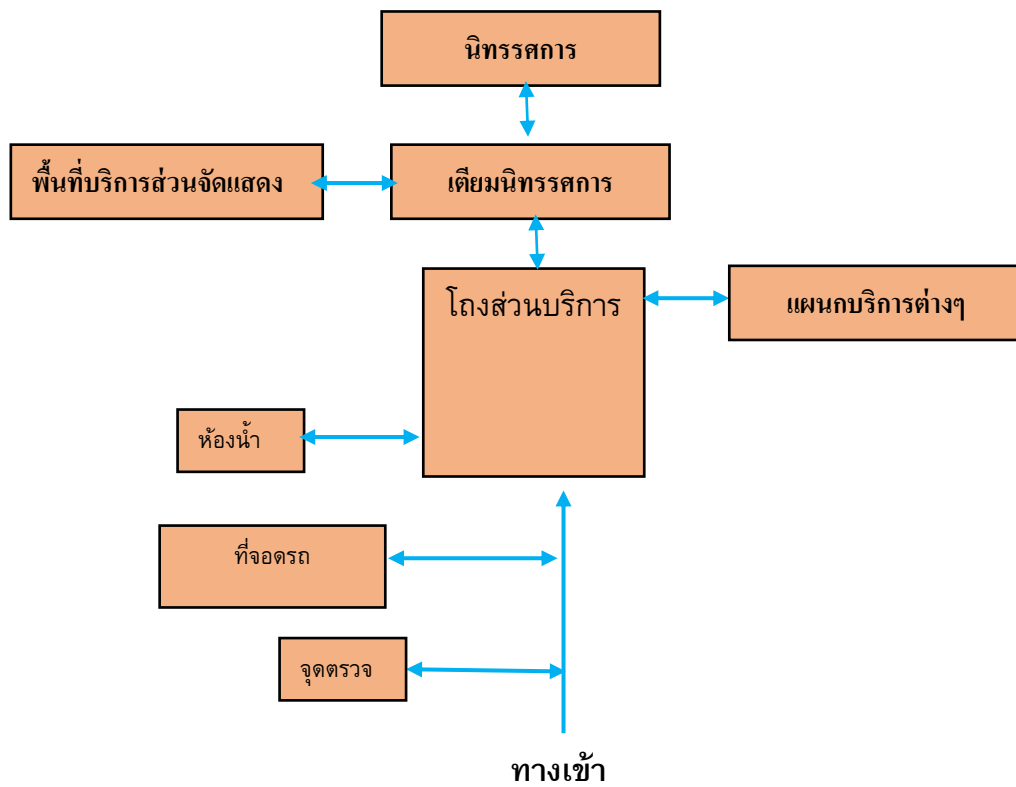 นิทรรศการ
พื้นที่บริการส่วนจัดแสดง
เตียมนิทรรศการ
โถงส่วนบริการ
แผนกบริการต่างๆ
ห้องน้ำ
ที่จอดรถ
จุดตรวจ
ทางเข้า